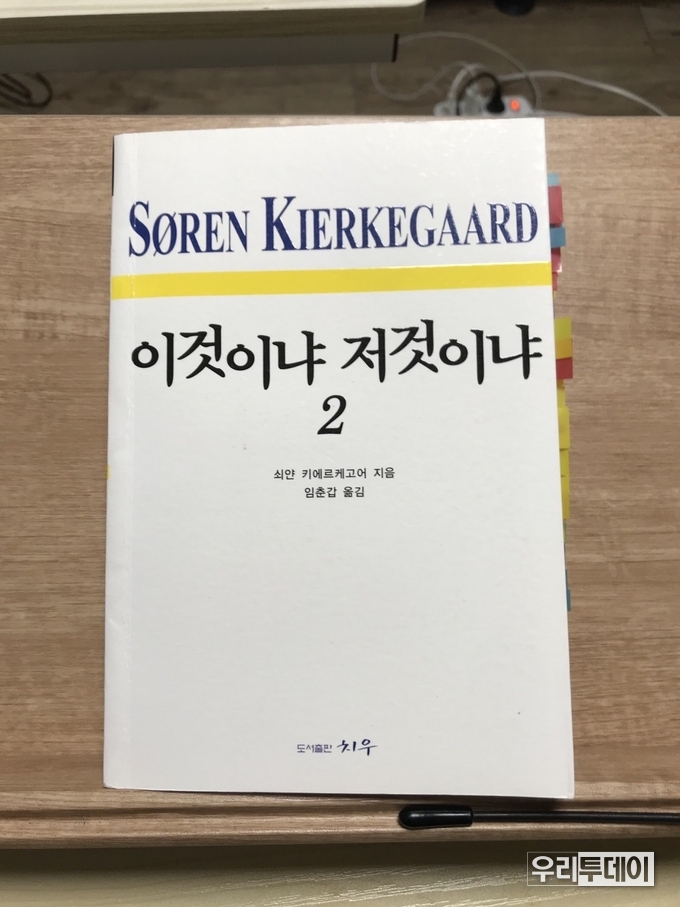 SØREN KIERKEGAARD
이것이냐 저것이냐
2
쇠얀 키에르케고어 지음
임춘갑 옮김
도서출판 치우
우리투데이